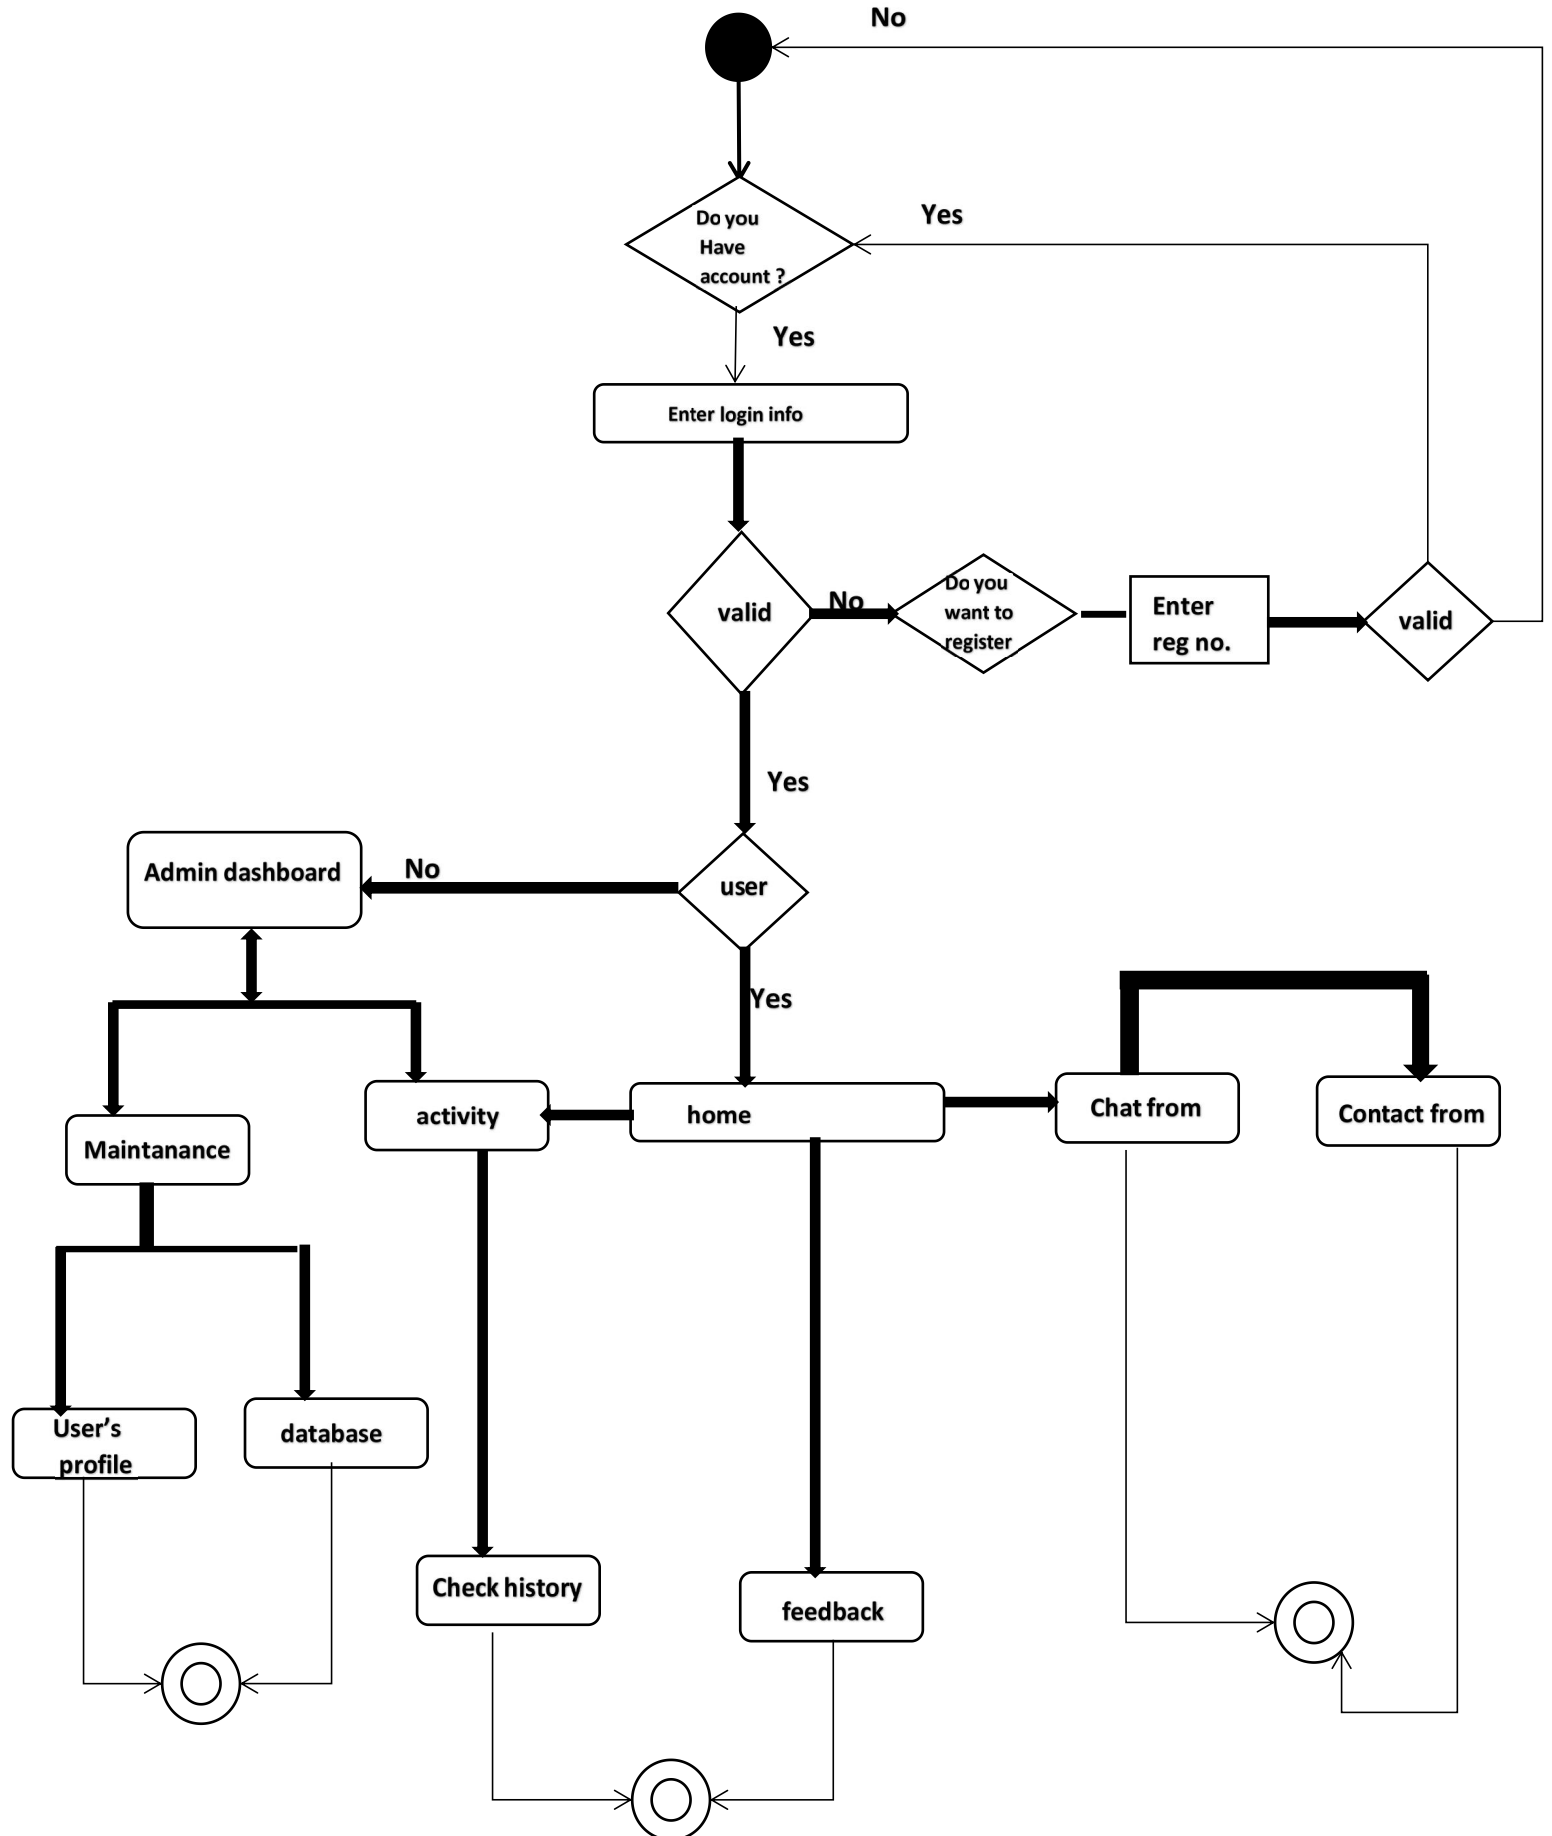 No
Do you
Have
account ?
Yes
Yes
Enter login info
valid
No
Do you
want to
register
Enter
reg no.
valid
Yes
user
No
Admin dashboard
Yes
Maintanance
activity
home
Chat from
Contact from
User’s
profile
database
Check history
feedback